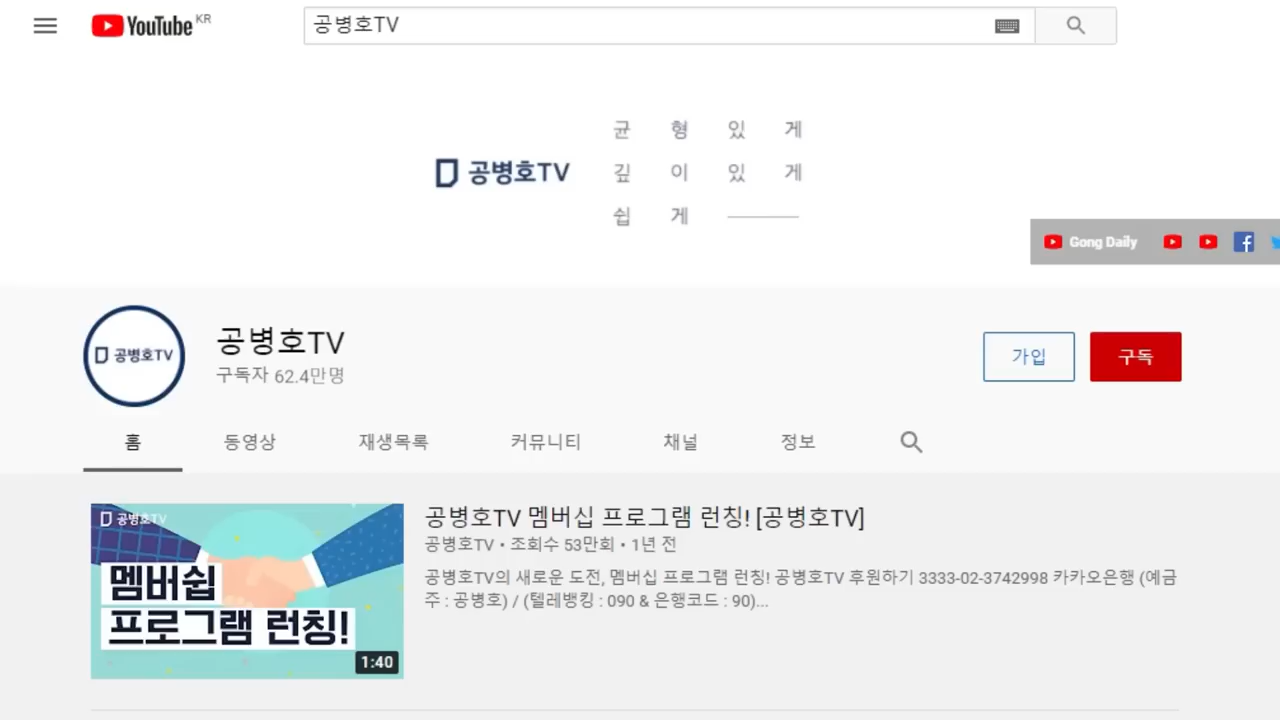 YouTube KR
공병호TV
공병호TV
균형있게
깊이있게
쉽게
Gong Daily
공병호TV
공병호TV
구독자 62.4만명
가입
구독
홈
동영상
재생목록
커뮤니티
채널
정보
공병호TV
멤버쉽
프로그램 런칭!
1:40
공병호TV 멤버십 프로그램 런칭! [공병호TV]
공병호TV • 조회수 53만회 • 1년 전
공병호TV의 새로운 도전, 멤버십 프로그램 런칭! 공병호TV 후원하기 3333-02-3742998 카카오은행 (예금
주 : 공병호) / (텔레뱅킹 : 090 & 은행코드 : 90)...